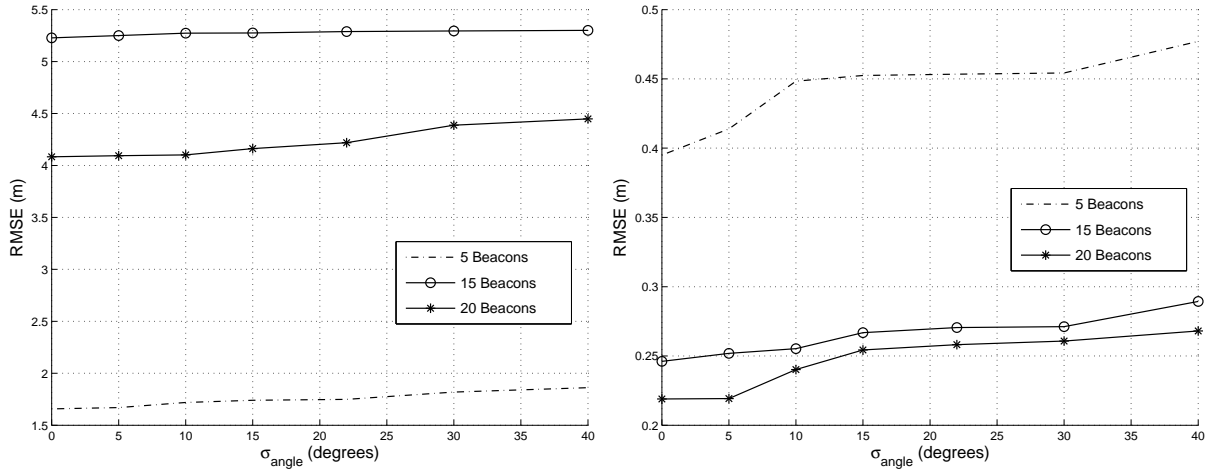 5.5
5
4.5
4
3.5
3
2.5
2
1.5
RMSE (m)
5 Beacons
15 Beacons
20 Beacons
0 5 10 15 20 25 30 35 40
σangle (degrees)
0.5
0.45
0.4
0.35
0.3
0.25
0.2
RMSE (m)
5 Beacons
15 Beacons
20 Beacons
0 5 10 15 20 25 30 35 40
σangle (degrees)